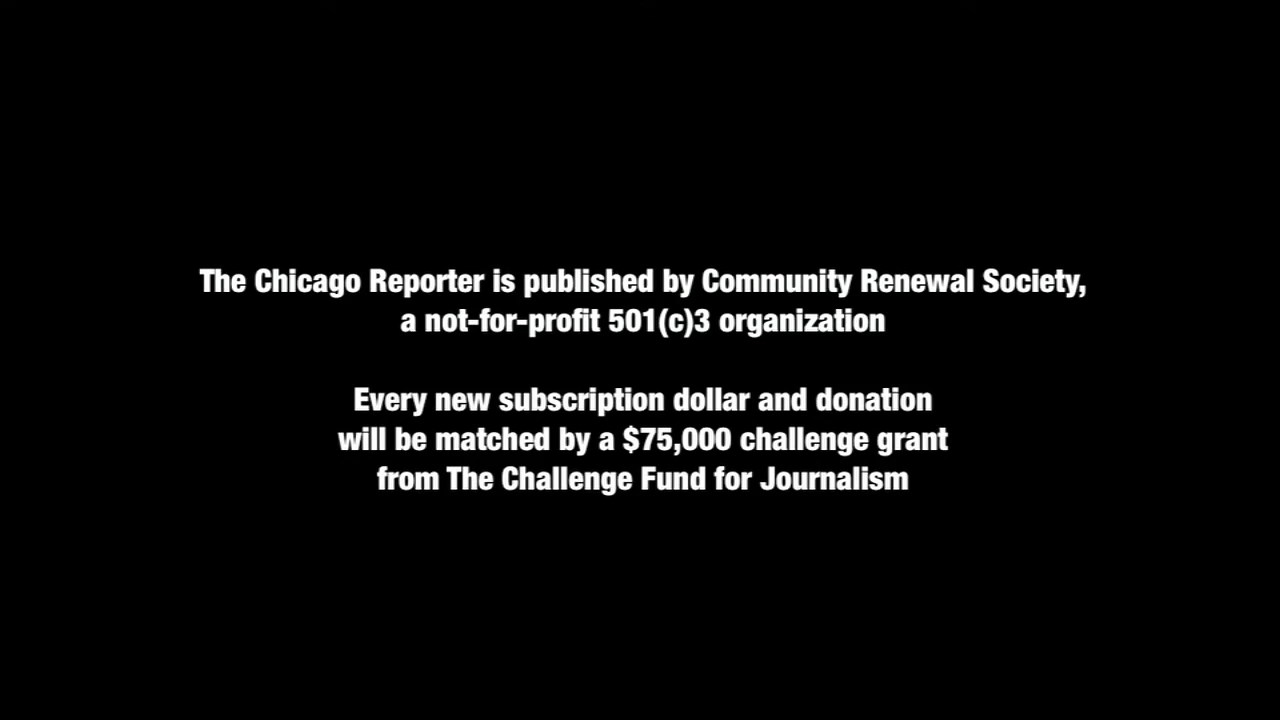 The Chicago Reporter is published by Community Renewal Society,
a not-for-profit 501(c)3 organization
Every new subscription dollar and donation
will be matched by a $75,000 challenge grant
from The Challenge Fund for Journalism